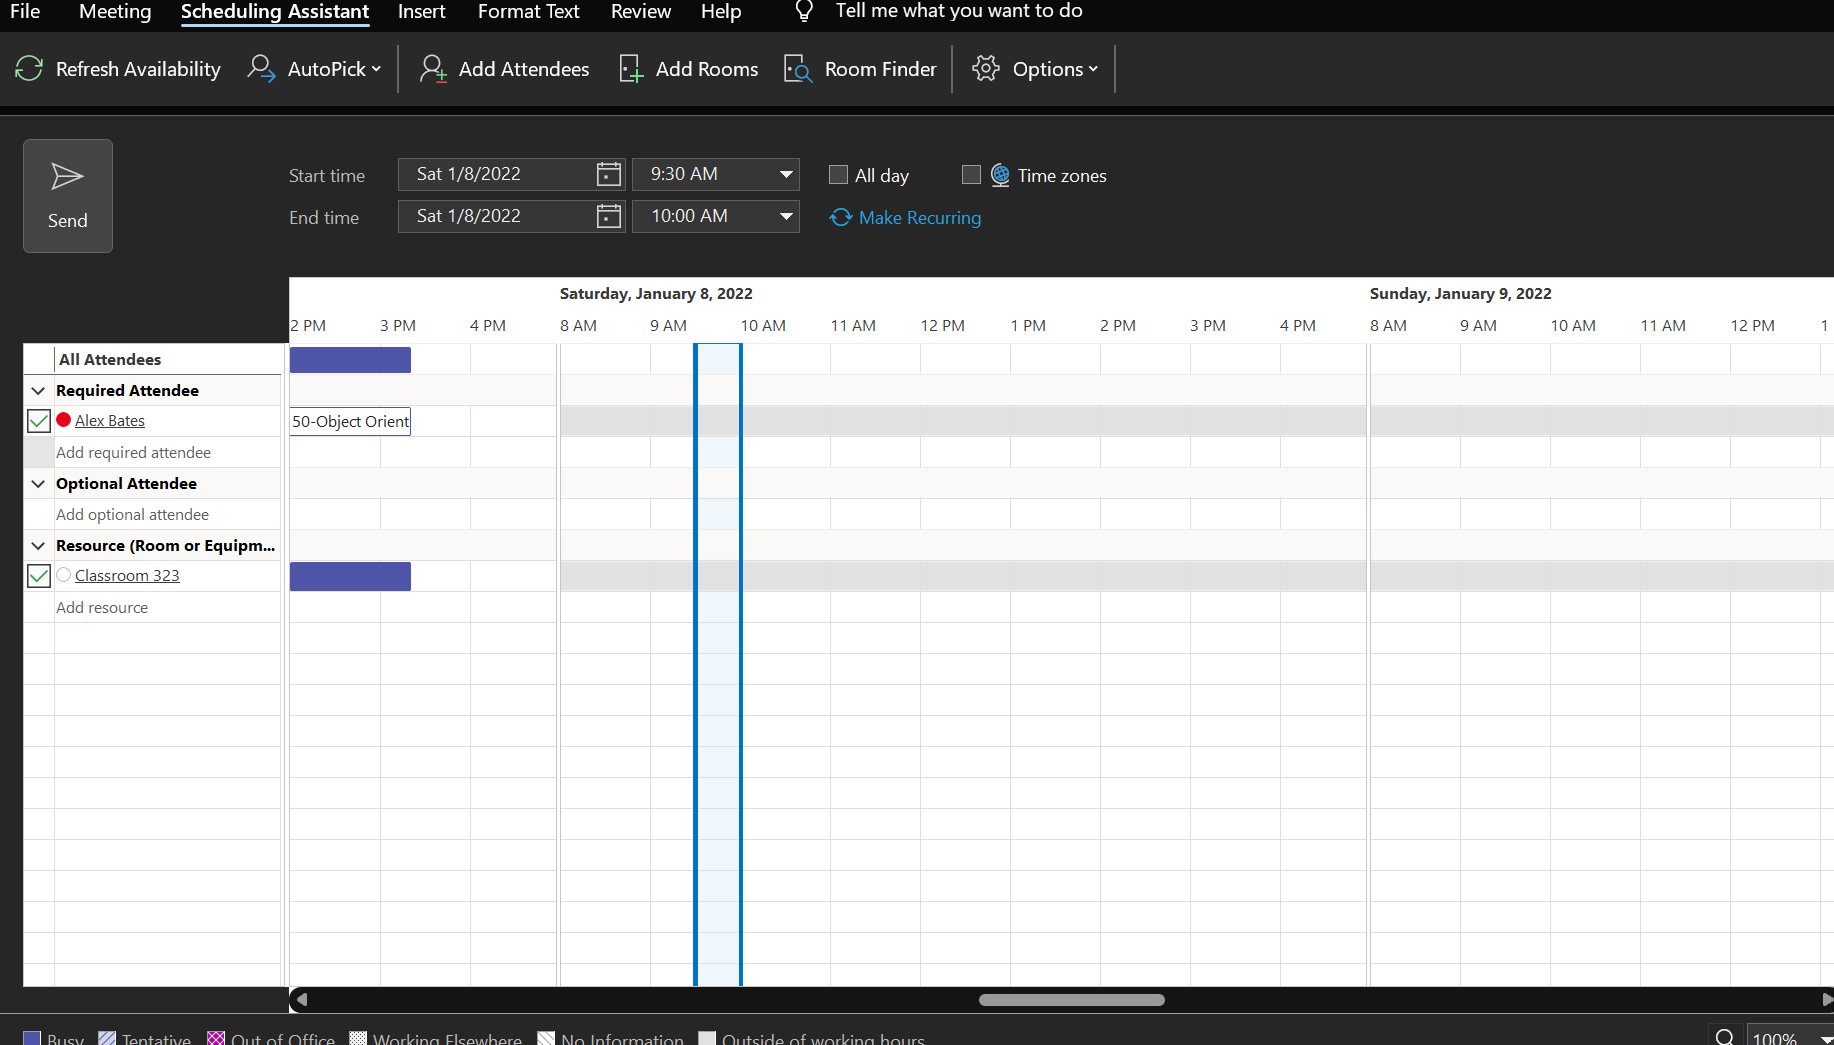 File Meeting Scheduling Assistant Insert Format Text Review Help Tell me what you want to do
Refresh Availability AutoPick Add Attendees Add Rooms Room Finder Options
Send
Start time Sat 1/8/2022 9:30 AM All day Time zones
End time Sat 1/8/2022 10:00 AM Make Recurring
Saturday, January 8, 2022 Sunday, January 9, 2022
2 PM 3 PM 4 PM 8 AM 9 AM 10 AM 11 AM 12 PM 1 PM 2 PM 3 PM 4 PM 8 AM 9 AM 10 AM 11 AM 12 PM 1
All Attendees
Required Attendee
Alex Bates 50-Object Orient
Add required attendee
Optional Attendee
Add optional attendee
Resource (Room or Equipm...
Classroom 323
Add resource
Busy Tentative Out of Office Working Elsewhere No Information Outside of working hours 100%